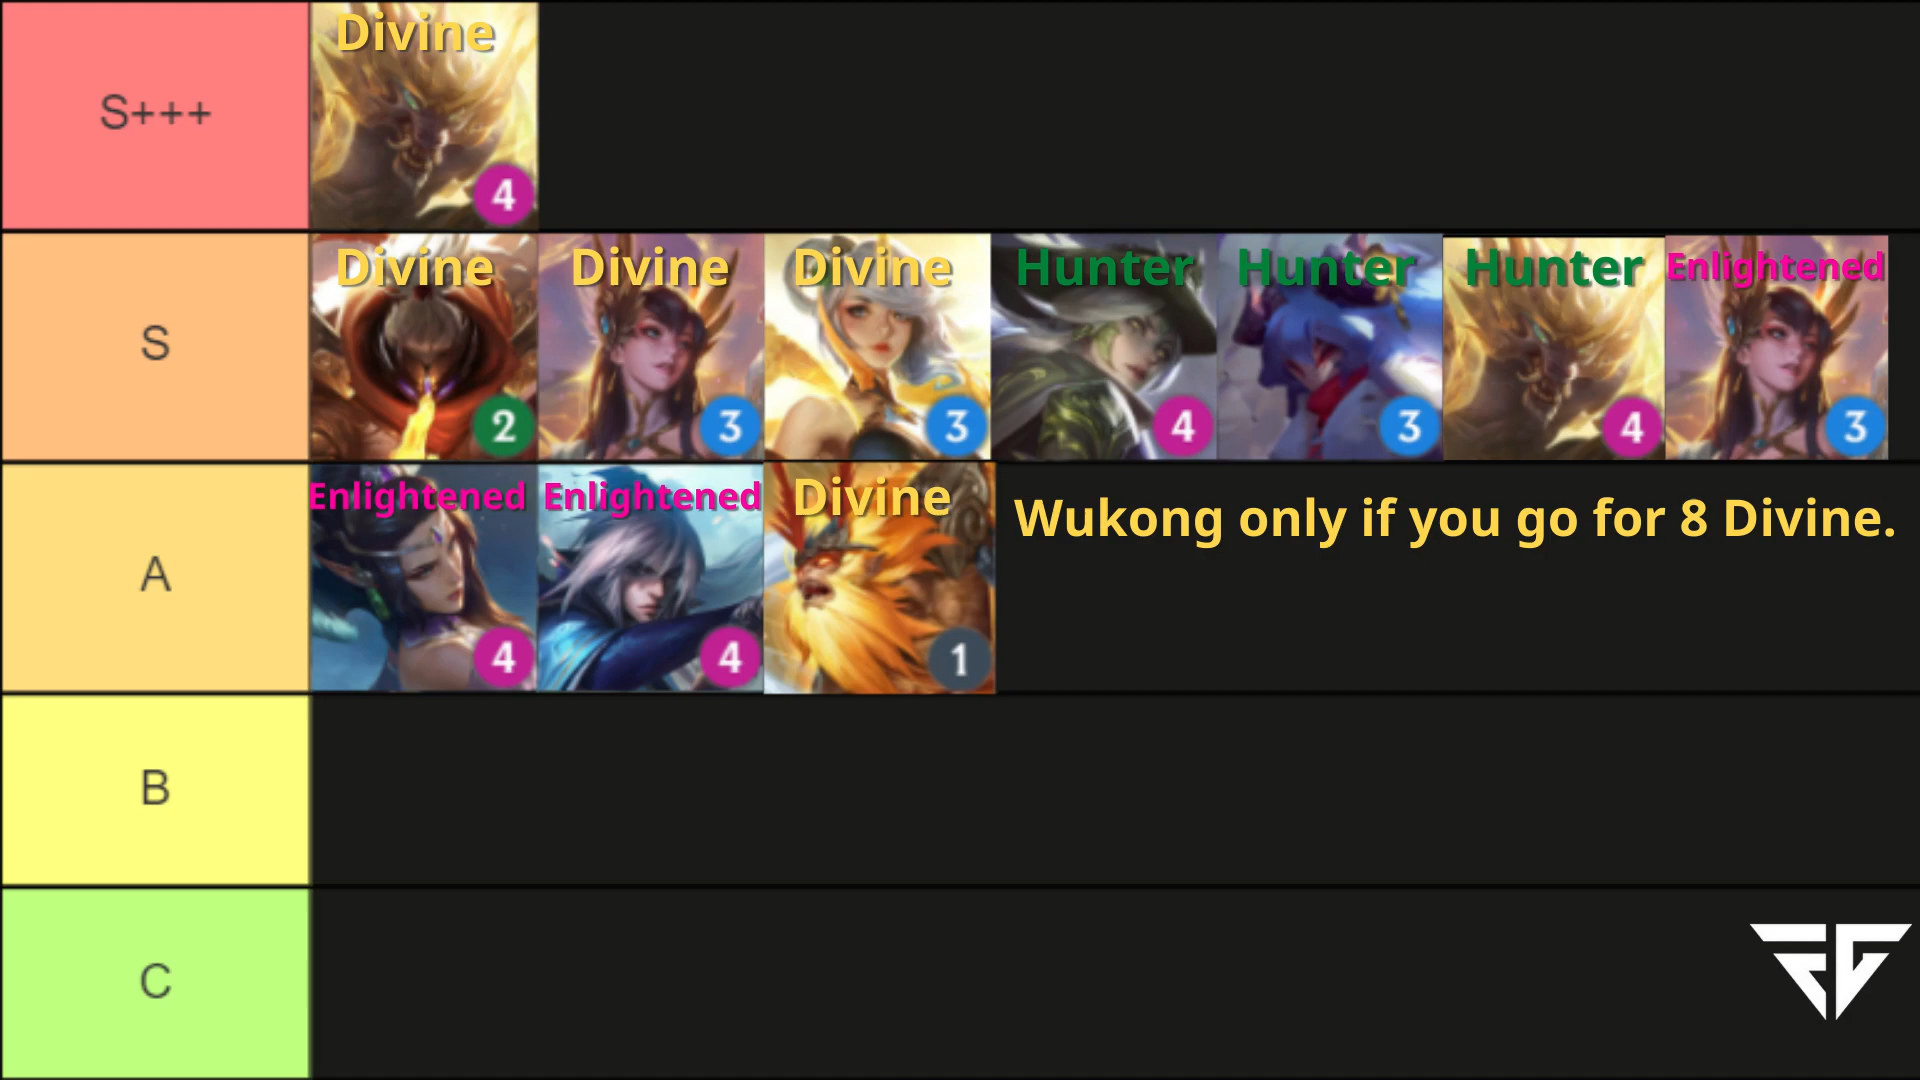 S+++
Divine
4
S
Divine Divine Divine Hunter Hunter Hunter Enlightened
2 3 3 4 3 4 3
A
Enlightened Enlightened Divine
Wukong only if you go for 8 Divine.
4 4 1
B
C